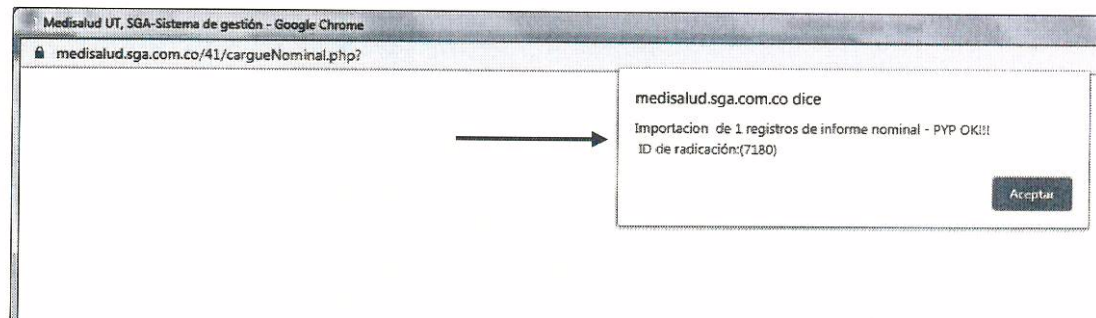 Medisalud UT, SGA-Sistema de gestión - Google Chrome
medisalud.sga.com.co/41/cargueNominal.php?
medisalud.sga.com.co dice
Importacion de 1 registros de informe nominal - PYP OK!!!
ID de radicación:(7180)
Aceptar